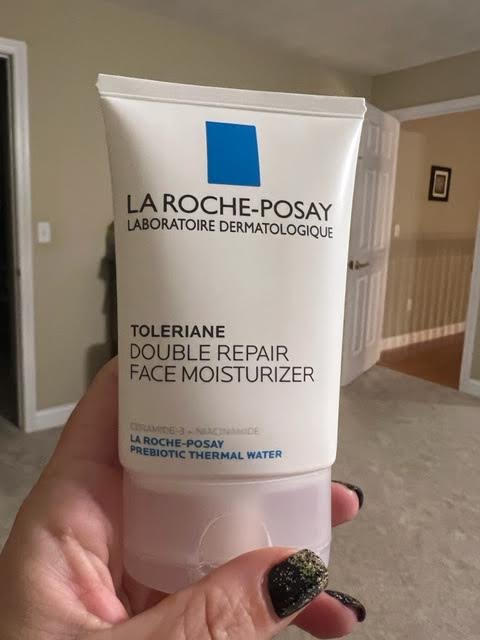 LA ROCHE-POSAY
LABORATOIRE DERMATOLOGIQUE
TOLERIANE
DOUBLE REPAIR
FACE MOISTURIZER
CERAMIDE-3 + NIACINAMIDE
LA ROCHE-POSAY
PREBIOTIC THERMAL WATER